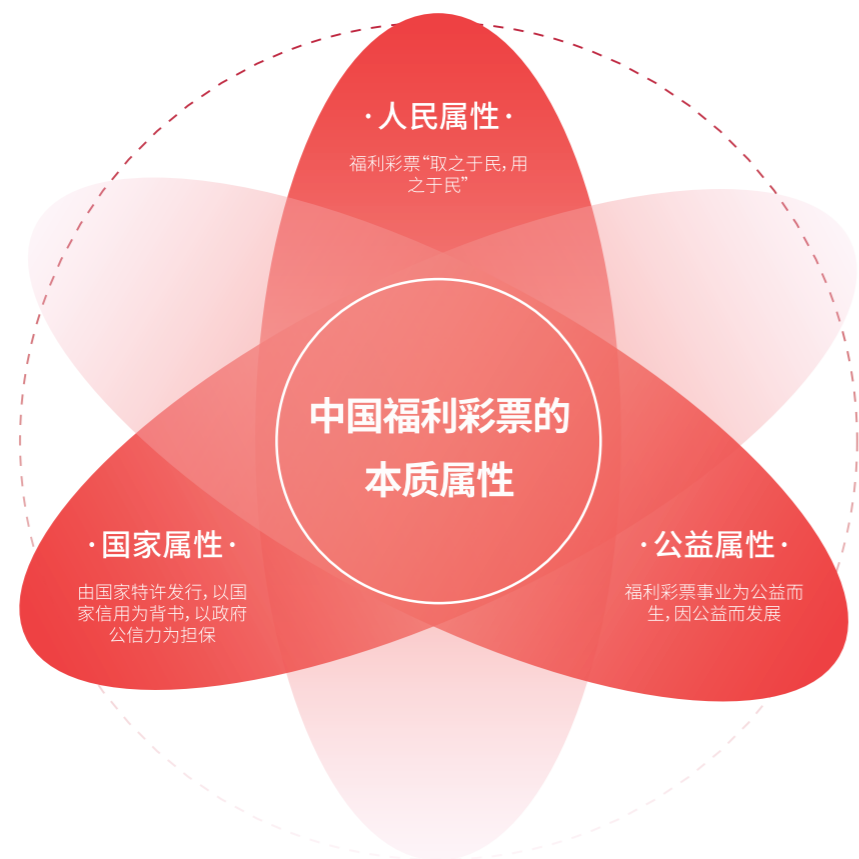 ·人民属性·
福利彩票“取之于民,用
之于民”
中国福利彩票的
本质属性
·国家属性·
由国家特许发行,以国
家信用为背书,以政府
公信力为担保
·公益属性·
福利彩票事业为公益而
生,因公益而发展